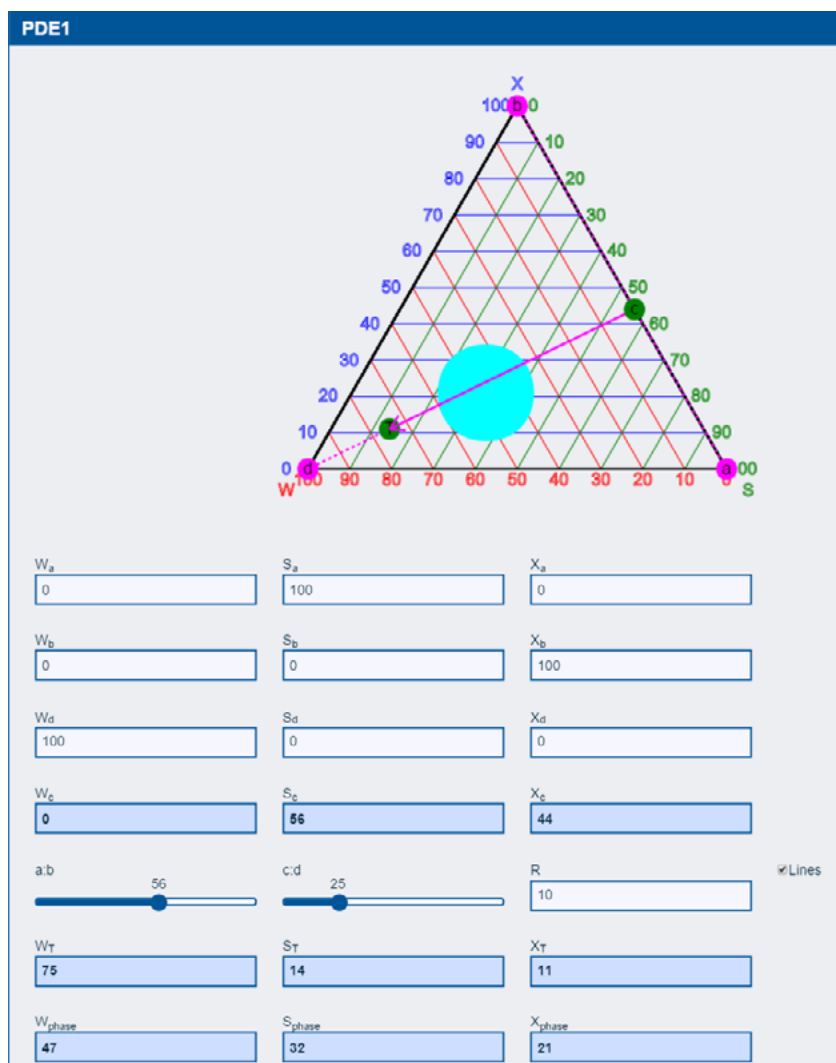 PDE1
X
100 b 0
90 10
80 20
70 30
60 40
50 50
40 c 60
30 70
20 80
10 90
0 d a 00
W 100 90 80 70 60 50 40 30 20 10 0 S
Wa Sa Xa
0 100 0
Wb Sb Xb
0 0 100
Wd Sd Xd
100 0 0
Wc Sc Xc
0 56 44
a:b c:d R Lines
56 25 10
WT ST XT
75 14 11
Wphase Sphase Xphase
47 32 21